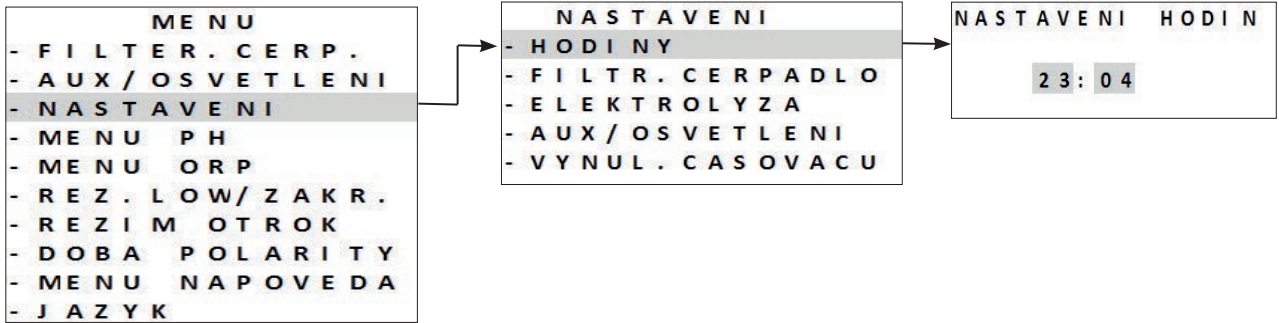 MENU
- FILTER. CERP.
- AUX/OSVETLENI
- NASTAVENI
- MENU PH
- MENU ORP
- REZ. LOW/ZAKR.
- REZIM OTROK
- DOBA POLARITY
- MENU NAPOVEDA
- JAZYK
NASTAVENI
- HODINY
- FILTR. CERPADLO
- ELEKTROLYZA
- AUX/OSVETLENI
- VYNUL. CASOVACU
NASTAVENI HODIN
23:04